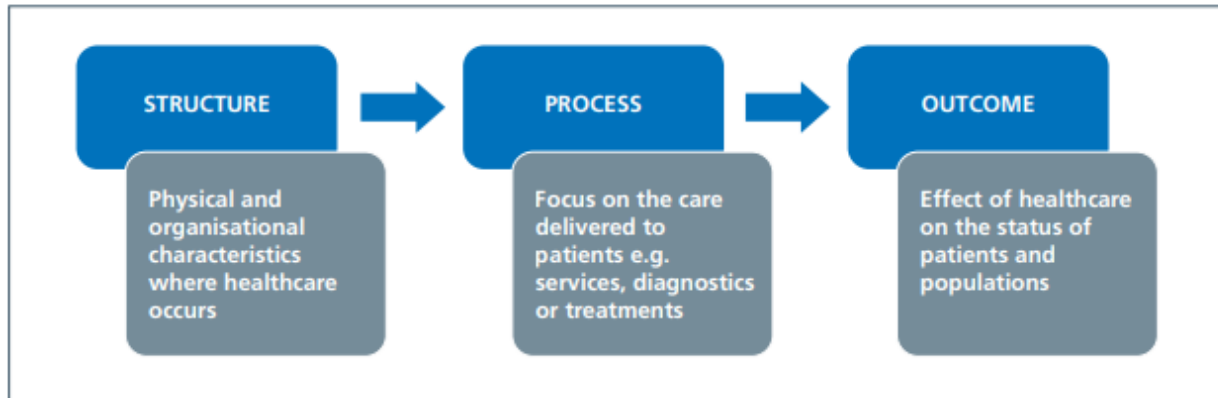 STRUCTURE
Physical and
organisational
characteristics
where healthcare
occurs
PROCESS
Focus on the care
delivered to
patients e.g.
services, diagnostics
or treatments
OUTCOME
Effect of healthcare
on the status of
patients and
populations